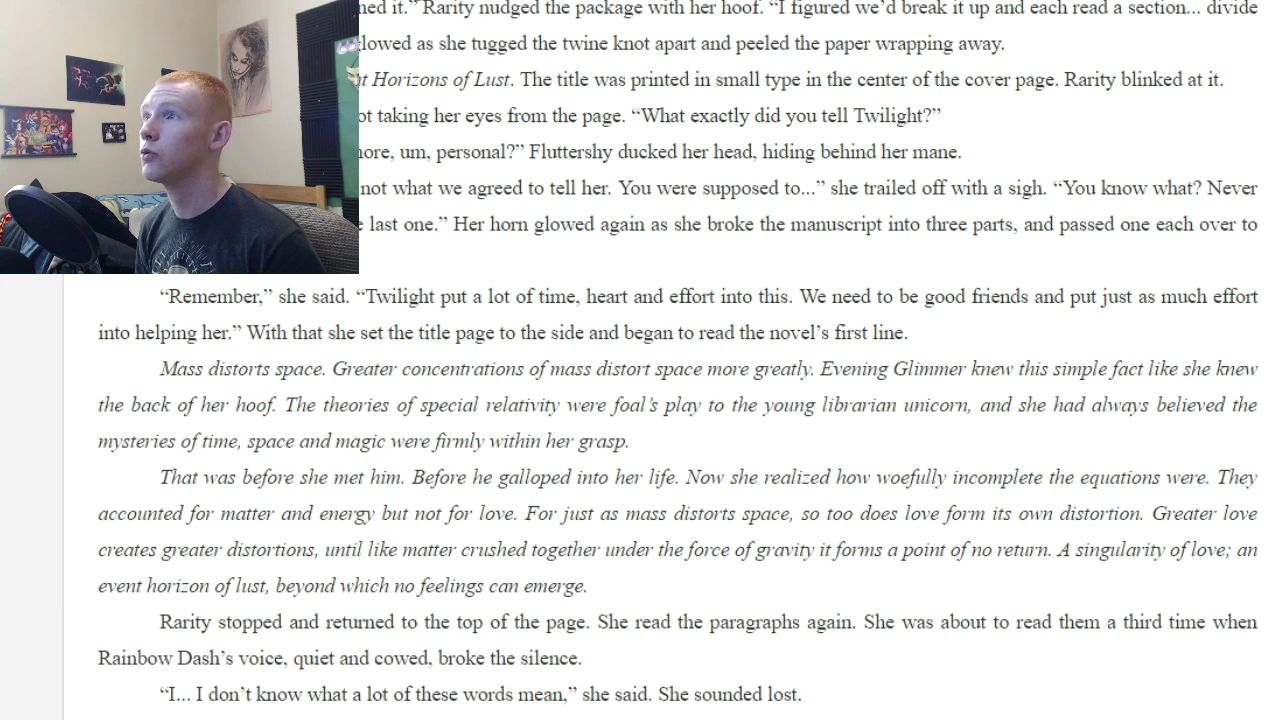 ned it.” Rarity nudged the package with her hoof. “I figured we’d break it up and each read a section... divide
lowed as she tugged the twine knot apart and peeled the paper wrapping away.
t Horizons of Lust. The title was printed in small type in the center of the cover page. Rarity blinked at it.
ot taking her eyes from the page. “What exactly did you tell Twilight?”
ore, um, personal?” Fluttershy ducked her head, hiding behind her mane.
not what we agreed to tell her. You were supposed to...” she trailed off with a sigh. “You know what? Never
e last one.” Her horn glowed again as she broke the manuscript into three parts, and passed one each over to
“Remember,” she said. “Twilight put a lot of time, heart and effort into this. We need to be good friends and put just as much effort
into helping her.” With that she set the title page to the side and began to read the novel’s first line.
Mass distorts space. Greater concentrations of mass distort space more greatly. Evening Glimmer knew this simple fact like she knew
the back of her hoof. The theories of special relativity were foal’s play to the young librarian unicorn, and she had always believed the
mysteries of time, space and magic were firmly within her grasp.
That was before she met him. Before he galloped into her life. Now she realized how woefully incomplete the equations were. They
accounted for matter and energy but not for love. For just as mass distorts space, so too does love form its own distortion. Greater love
creates greater distortions, until like matter crushed together under the force of gravity it forms a point of no return. A singularity of love; an
event horizon of lust, beyond which no feelings can emerge.
Rarity stopped and returned to the top of the page. She read the paragraphs again. She was about to read them a third time when
Rainbow Dash’s voice, quiet and cowed, broke the silence.
“I... I don’t know what a lot of these words mean,” she said. She sounded lost.